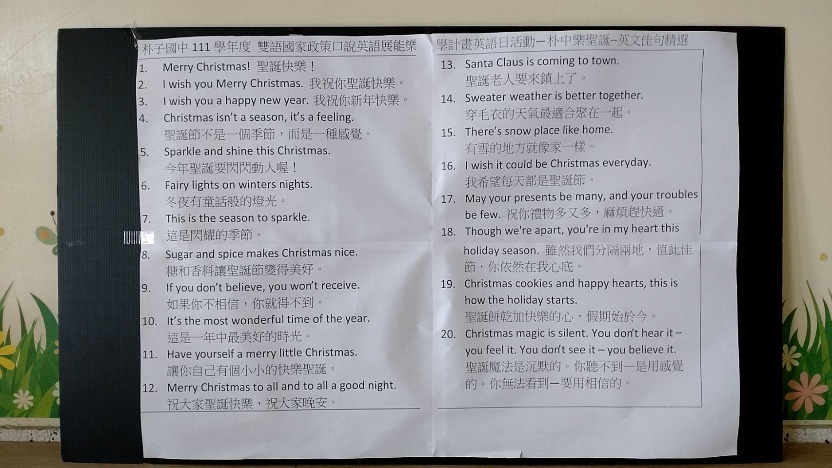 朴子國中 111 學年度 雙語國家政策口說英語展能樂學計畫英語日活動—朴中樂聖誕--英文佳句精選
1. Merry Christmas! 聖誕快樂！
2. I wish you Merry Christmas. 我祝你聖誕快樂。
3. I wish you a happy new year. 我祝你新年快樂。
4. Christmas isn't a season, it's a feeling.
聖誕節不是一個季節，而是一種感覺。
5. Sparkle and shine this Christmas.
今年聖誕要閃閃動人喔！
6. Fairy lights on winters nights.
冬夜有童話般的燈光。
7. This is the season to sparkle.
這是閃耀的季節。
8. Sugar and spice makes Christmas nice.
糖和香料讓聖誕節變得美好。
9. If you don't believe, you won't receive.
如果你不相信，你就得不到。
10. It's the most wonderful time of the year.
這是一年中最美好的時光。
11. Have yourself a merry little Christmas.
讓你自己有個小小的快樂聖誕。
12. Merry Christmas to all and to all a good night.
祝大家聖誕快樂，祝大家晚安。
13. Santa Claus is coming to town.
聖誕老人要來鎮上了。
14. Sweater weather is better together.
穿毛衣的天氣最適合聚在一起。
15. There's snow place like home.
有雪的地方就像家一樣。
16. I wish it could be Christmas everyday.
我希望每天都是聖誕節。
17. May your presents be many, and your troubles
be few. 祝你禮物多又多，麻煩趕快過。
18. Though we're apart, you're in my heart this
holiday season. 雖然我們分隔兩地，值此佳
節，你依然在我心底。
19. Christmas cookies and happy hearts, this is
how the holiday starts.
聖誕餅乾加快樂的心，假期始於今。
20. Christmas magic is silent. You don't hear it –
you feel it. You don't see it – you believe it.
聖誕魔法是沉默的。你聽不到—是用感覺
的。你無法看到—要用相信的。